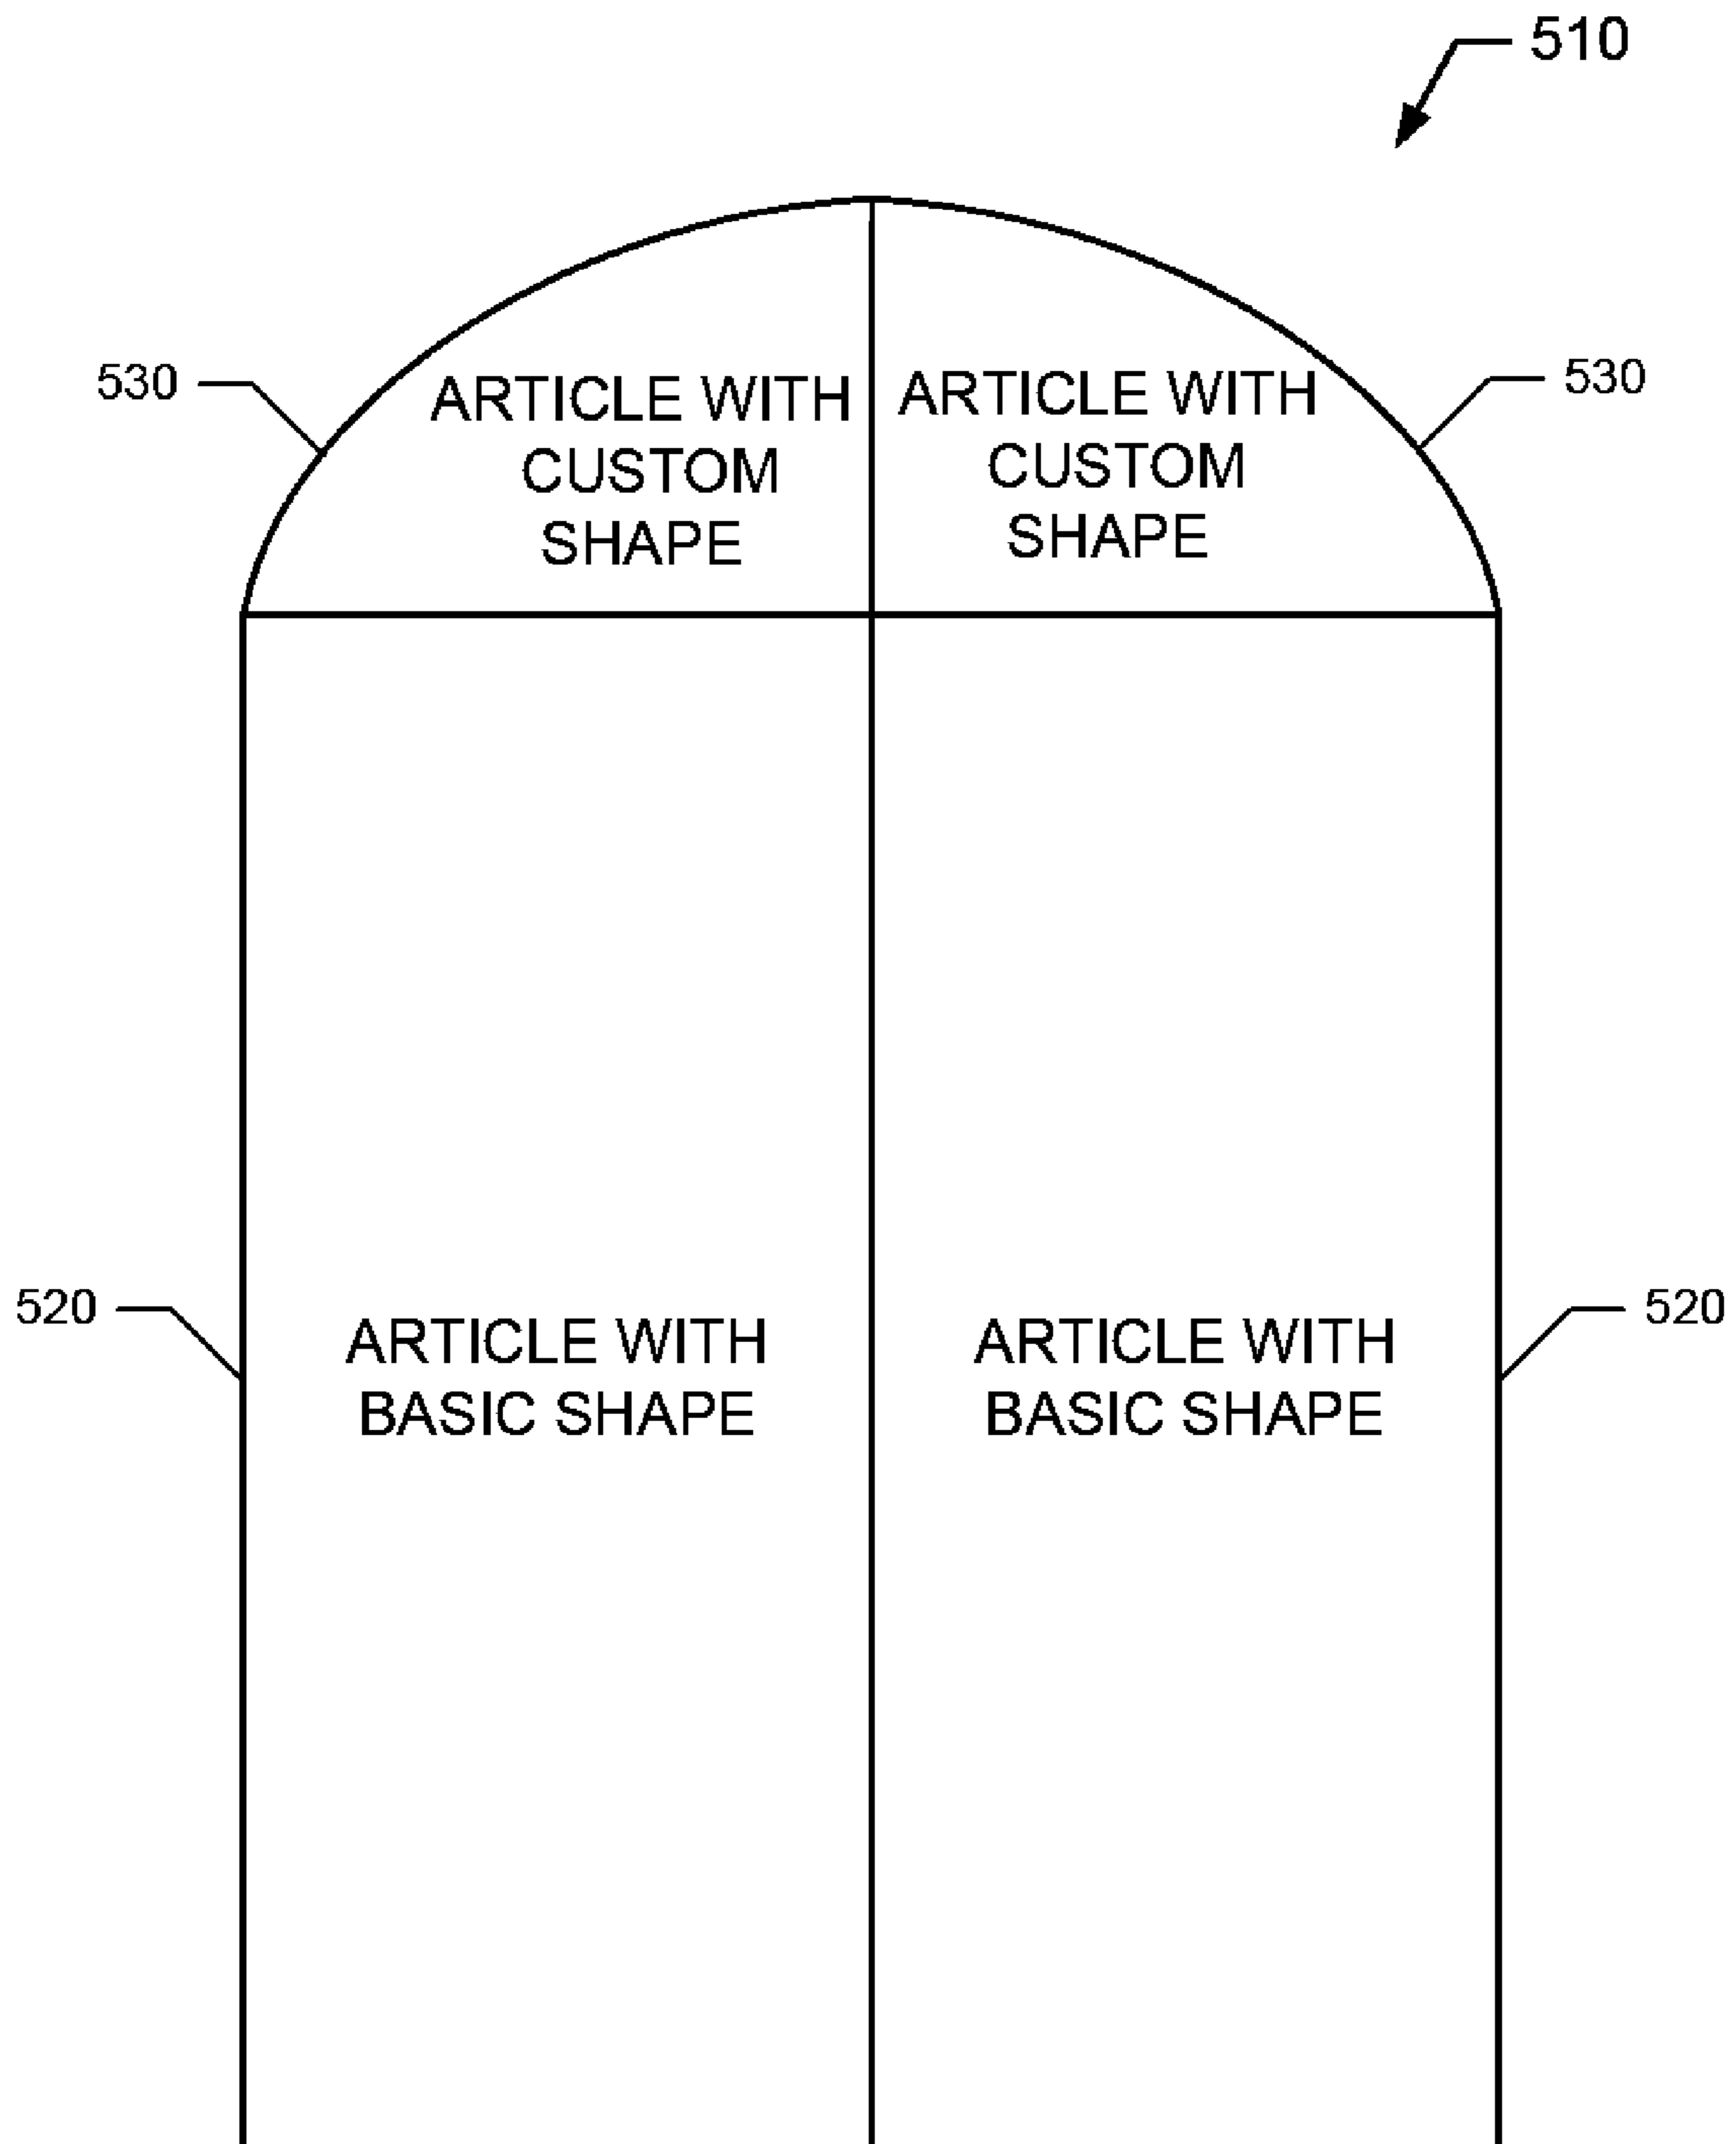 510
530
ARTICLE WITH
CUSTOM
SHAPE
ARTICLE WITH
CUSTOM
SHAPE
530
520
ARTICLE WITH
BASIC SHAPE
ARTICLE WITH
BASIC SHAPE
520